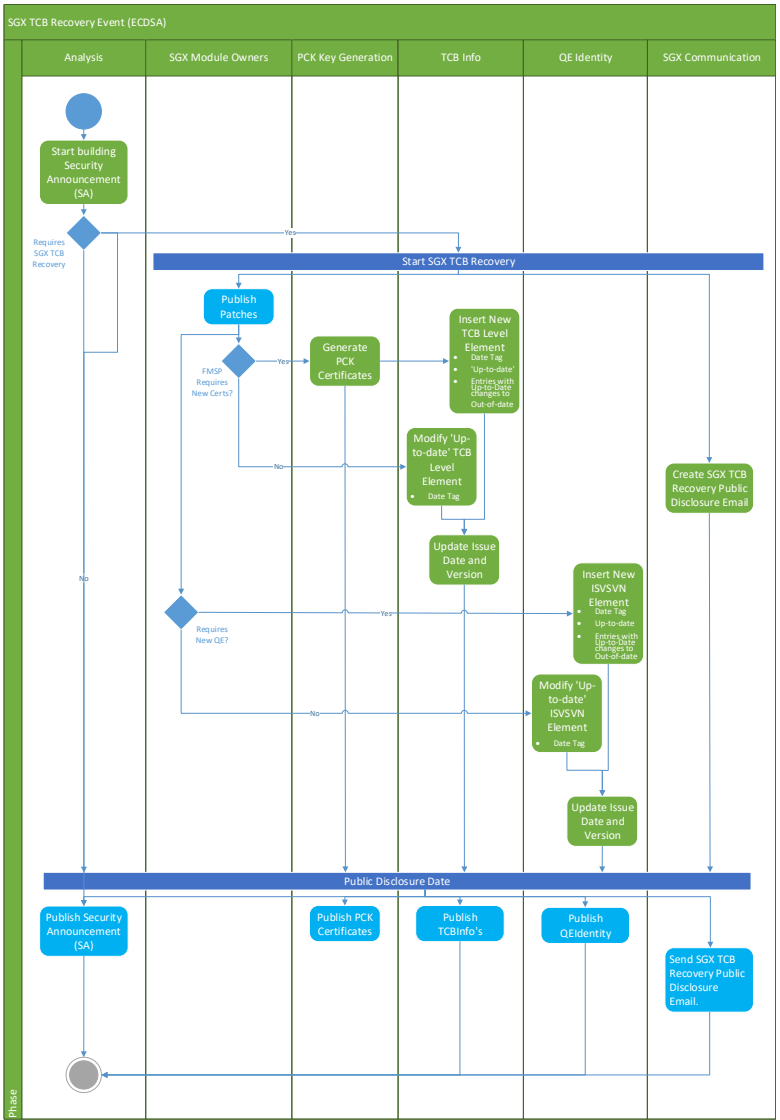 SGX TCB Recovery Event (ECDSA)
Analysis
SGX Module Owners
PCK Key Generation
TCB Info
QE Identity
SGX Communication
Start building
Security
Announcement
(SA)
Requires
SGX TCB
Recovery
Yes
Start SGX TCB Recovery
Publish
Patches
FMSP
Requires
New Certs?
Yes
Generate
PCK
Certificates
Insert New
TCB Level
Element
• Date Tag
• 'Up-to-date'
• Entries with
Up-to-Date
changes to
Out-of-date
No
Modify 'Up-
to-date' TCB
Level
Element
• Date Tag
Create SGX TCB
Recovery Public
Disclosure Email
Update Issue
Date and
Version
No
Requires
New QE?
Yes
Insert New
ISVSVN
Element
• Date Tag
• Up-to-date
• Entries with
Up-to-Date
changes to
Out-of-date
No
Modify 'Up-
to-date'
ISVSVN
Element
• Date Tag
Update Issue
Date and
Version
Public Disclosure Date
Publish Security
Announcement
(SA)
Publish PCK
Certificates
Publish
TCBInfo's
Publish
QEIdentity
Send SGX TCB
Recovery Public
Disclosure
Email.
Phase